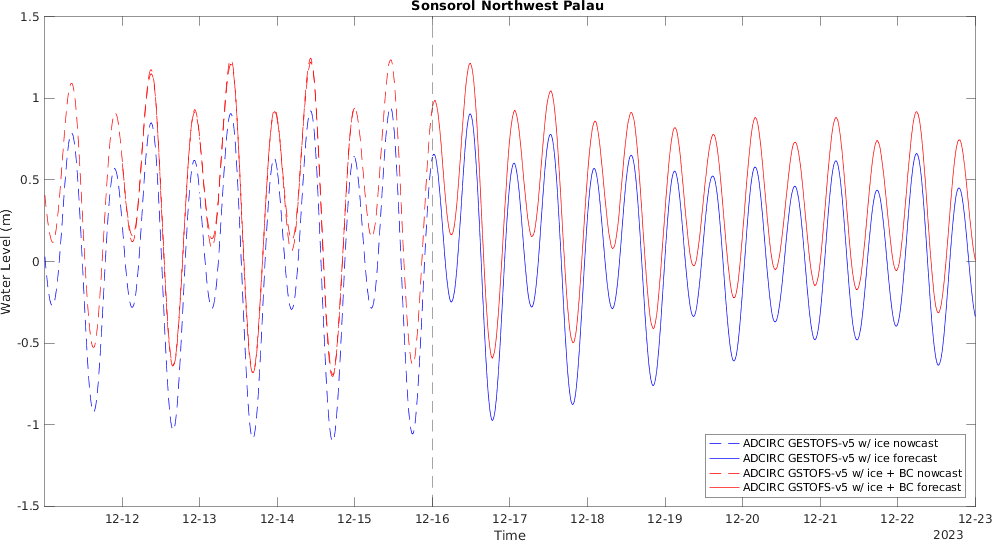 Sonsorol Northwest Palau
1.5
1
0.5
0
-0.5
-1
-1.5
Water Level (m)
12-12
12-13
12-14
12-15
12-16
12-17
12-18
12-19
12-20
12-21
12-22
12-23
Time
2023
ADCIRC GESTOFS-v5 w/ ice nowcast
ADCIRC GESTOFS-v5 w/ ice forecast
ADCIRC GSTOFS-v5 w/ ice + BC nowcast
ADCIRC GSTOFS-v5 w/ ice + BC forecast